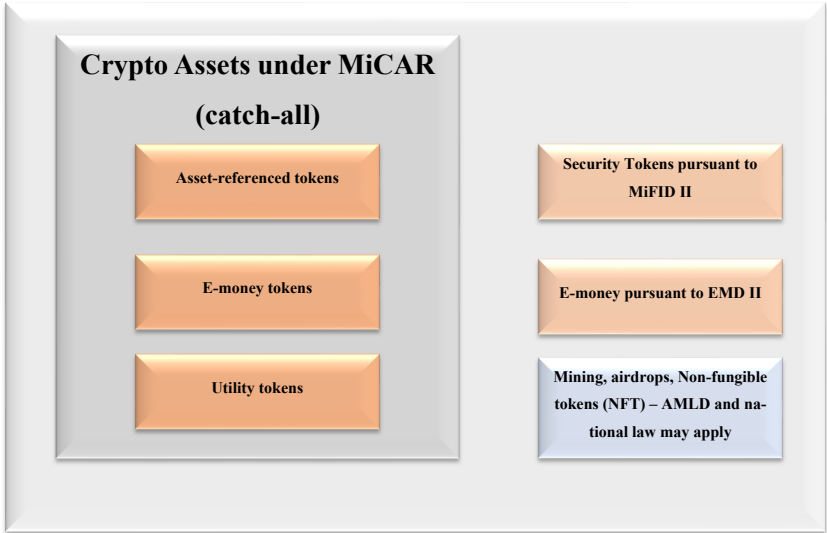 Crypto Assets under MiCAR
(catch-all)
Asset-referenced tokens
E-money tokens
Utility tokens
Security Tokens pursuant to
MiFID II
E-money pursuant to EMD II
Mining, airdrops, Non-fungible
tokens (NFT) – AMLD and na-
tional law may apply